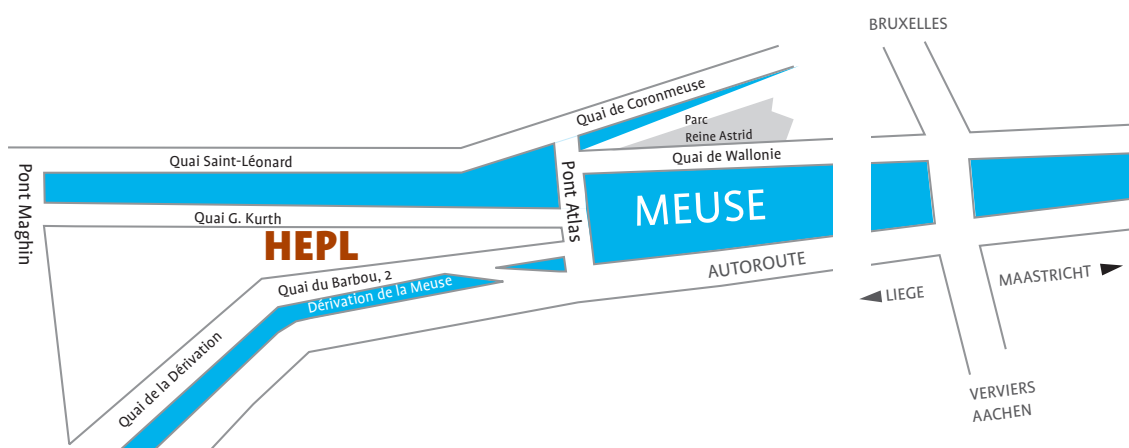 BRUXELLES
Quai de Coronmeuse
Parc
Reine Astrid
Quai Saint-Léonard
Quai de Wallonie
Pont Maghin
Pont Atlas
Quai G. Kurth
MEUSE
HEPL
Quai du Barbou, 2
Dérivation de la Meuse
AUTOROUTE
MAASTRICHT
LIEGE
Quai de la Dérivation
VERVIERS
AACHEN